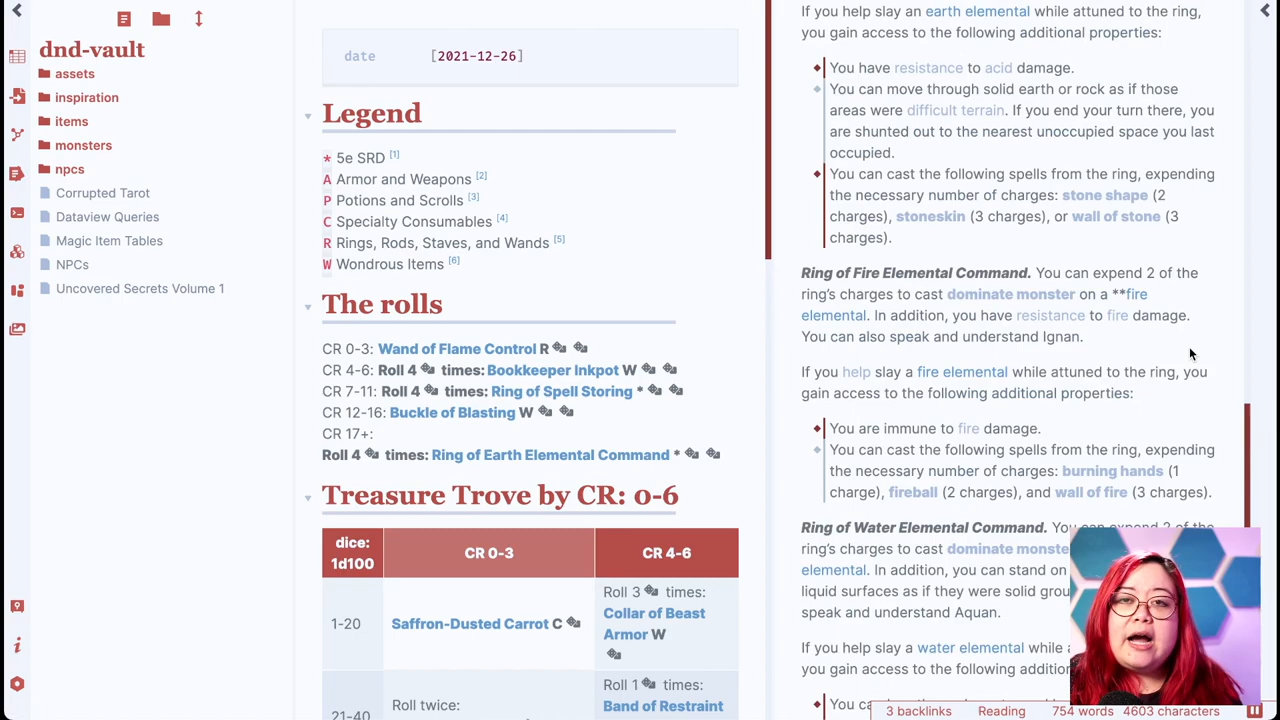 dnd-vault
assets
inspiration
items
monsters
npcs
Corrupted Tarot
Dataview Queries
Magic Item Tables
NPCs
Uncovered Secrets Volume 1
date [2021-12-26]
Legend
* 5e SRD [1]
A Armor and Weapons [2]
P Potions and Scrolls [3]
C Specialty Consumables [4]
R Rings, Rods, Staves, and Wands [5]
W Wondrous Items [6]
The rolls
CR 0-3: Wand of Flame Control R
CR 4-6: Roll 4 times: Bookkeeper Inkpot W
CR 7-11: Roll 4 times: Ring of Spell Storing *
CR 12-16: Buckle of Blasting W
CR 17+:
Roll 4 times: Ring of Earth Elemental Command *
Treasure Trove by CR: 0-6
dice:
1d100
CR 0-3
CR 4-6
1-20
Saffron-Dusted Carrot C
Roll 3 times:
Collar of Beast
Armor W
21-40
Roll twice:
Roll 1 times:
Band of Restraint
If you help slay an earth elemental while attuned to the ring,
you gain access to the following additional properties:
You have resistance to acid damage.
You can move through solid earth or rock as if those
areas were difficult terrain. If you end your turn there, you
are shunted out to the nearest unoccupied space you last
occupied.
You can cast the following spells from the ring, expending
the necessary number of charges: stone shape (2
charges), stoneskin (3 charges), or wall of stone (3
charges).
Ring of Fire Elemental Command. You can expend 2 of the
ring's charges to cast dominate monster on a **fire
elemental. In addition, you have resistance to fire damage.
You can also speak and understand Ignan.
If you help slay a fire elemental while attuned to the ring, you
gain access to the following additional properties:
You are immune to fire damage.
You can cast the following spells from the ring, expending
the necessary number of charges: burning hands (1
charge), fireball (2 charges), and wall of fire (3 charges).
Ring of Water Elemental Command. You can expend 2 of the
ring's charges to cast dominate monste
elemental. In addition, you can stand on
liquid surfaces as if they were solid grou
speak and understand Aquan.
If you help slay a water elemental while a
you gain access to the following addition
You ca
3 backlinks Reading 754 words 4603 characters